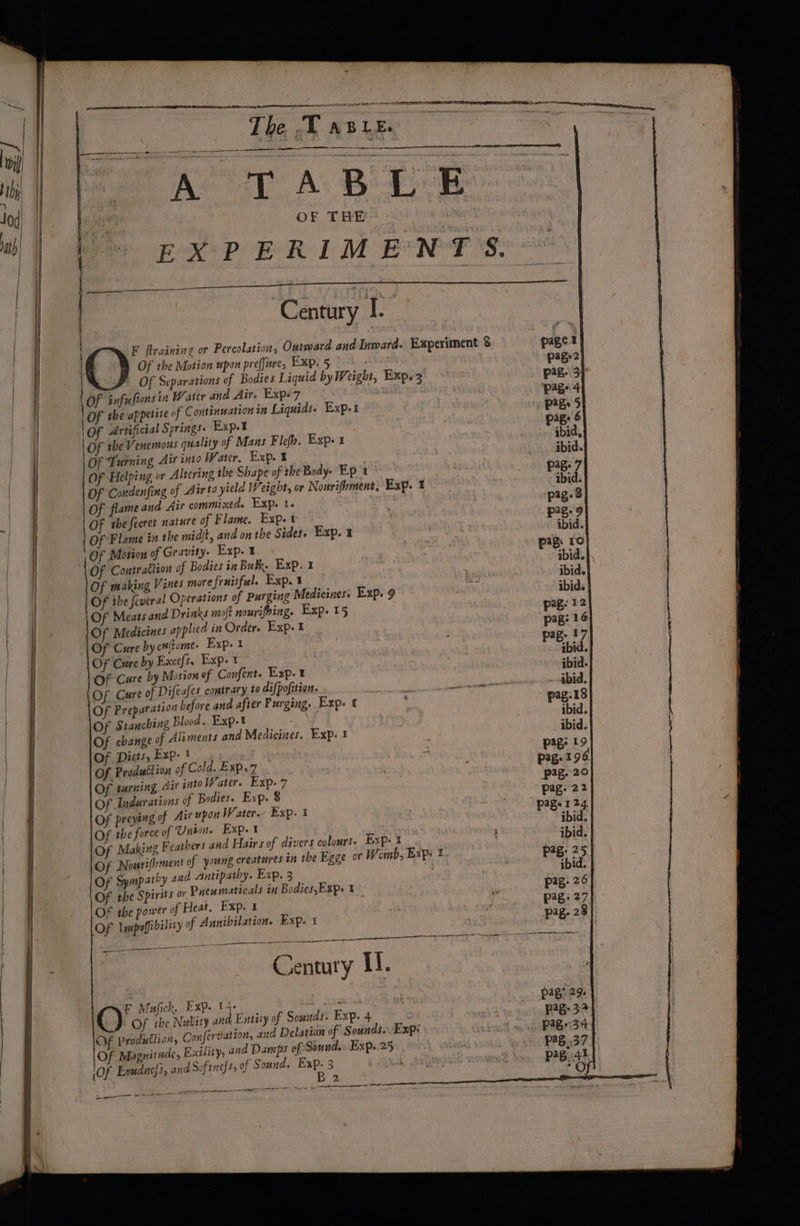 The TABLE.
A TABLE
OF THE
EXPERIMENTS.
Century I.
OF ſtraining or Percolation, Outward and Inward. Experiment 8 page 1
Of the Motion upon preſſure, Exp. 5 page 2
Of Separations of Bodies Liquid by Weight, Exp. 3 pag. 3
Of infuſions in Water and Air. Exp. 7 page 4
Of the appetite of Continuation in Liquids. Exp. 1 page 5
Of Artificial Springs. Exp. 1 page 6
Of the Venemous quality of Mans Fleſh. Exp. 1 ibid.
Of Turning Air into Water. Exp. 1 ibid.
Of Helping or Altering the Shape of the Body. Ep 1 pag. 7
Of Condenſing of Air to yield Weight, or Nouriſhment, Exp. 1 ibid.
Of flame and Air commixed. Exp. 1. pag. 8
Of the ſecret nature of Flame. Exp. 1 pag. 9
Of Flame in the midſt, and on the Sides. Exp. 1 ibid.
Of Motion of Gravity. Exp. 1 pag. 10
Of Contraction of Bodies in Bulk. Exp. 1 ibid.
Of making Vines more fruitful. Exp. 1 ibid.
Of the ſeveral Operations of Purging Medicines. Exp. 9 ibid.
Of Meats and Drinks moſt nouriſhing. Exp. 15 pag. 12
Of Medicines applied in Order. Exp. 1 pag. 16
Of Cure by cuſtome. Exp. 1 pag. 17
Of Cure by Exceſs. Exp. 1 ibid.
Of Cure by Motion of Conſent. Exp. 1 ibid.
Of Cure of Diſeaſes contrary to diſpoſition. ibid.
Of Preparation before and after Purging. Exp. 1 pag. 18
Of Stanching Blood. Exp. 1 ibid.
Of change of Aliments and Medicines. Exp. 1 ibid.
Of Diets, Exp. 1 pag. 19
Of Production of Cold. Exp. 7 pag. 196
Of turning Air into Water. Exp. 7 pag. 20
Of Indurations of Bodies. Exp. 8 pag. 22
Of preying of Air upon Water. Exp. 1 page 124
Of the force of Union. Exp. 1 ibid.
Of Making Feathers and Hairs of divers colours. Exp. 1 ibid.
Of Nouriſhment of young creatures in the Egge or Womb, Exp. 1 pag. 25
Of Sympathy and Antipathy. Exp. 3 ibid.
Of the Spirits or Pneumaticals in Bodies, Exp. 1 pag. 26
Of the power of Heat, Exp. 1 pag. 27
Of Impoſſibility of Annihilation. Exp. 1 pag. 28
Century II.
OF Muſick. Exp. 14. pag. 29.
Of the Nullity and Entity of Sounds. Exp. 4 pag. 32
Of Production, Conſervation, and Delation of Sounds. Exp. pag. 34
Of Magnitude, Exility, and Damps of Sound. Exp. 25 pag. 37
Of Loudneſs, and Softneſs, of Sound. Exp. 3 pag. 41
B 2 Of